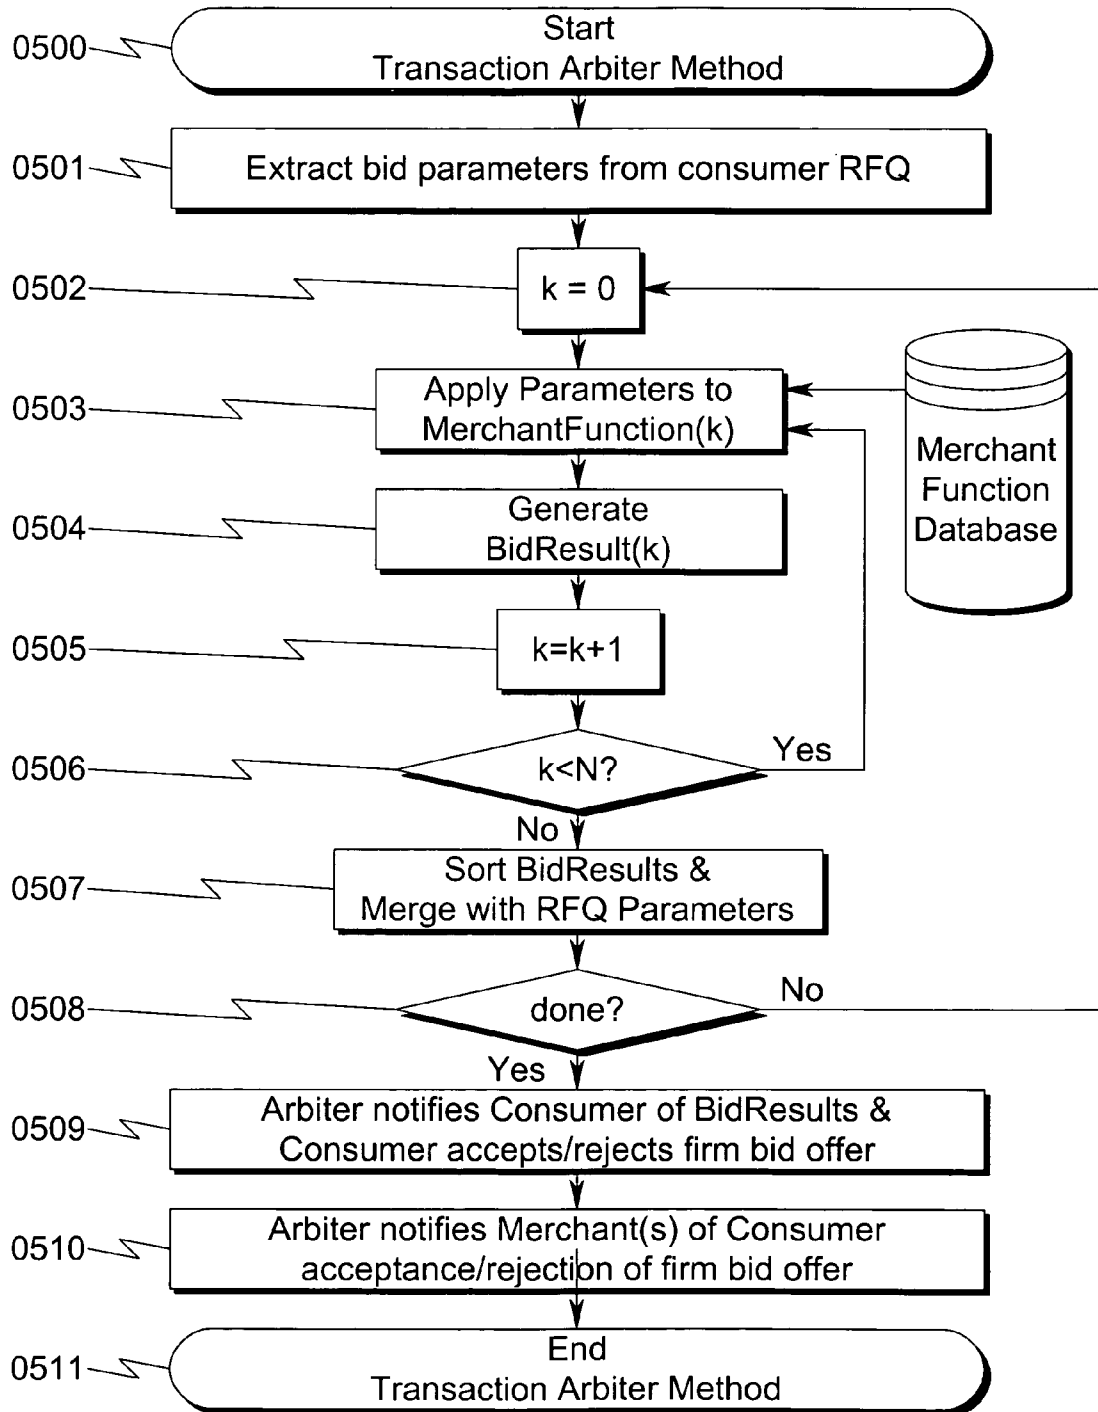 0500
Start
Transaction Arbiter Method
0501
Extract bid parameters from consumer RFQ
0502
k = 0
0503
Apply Parameters to
MerchantFunction(k)
Merchant
Function
Database
0504
Generate
BidResult(k)
0505
k=k+1
0506
k<N?
Yes
No
0507
Sort BidResults &
Merge with RFQ Parameters
0508
done?
No
Yes
0509
Arbiter notifies Consumer of BidResults &
Consumer accepts/rejects firm bid offer
0510
Arbiter notifies Merchant(s) of Consumer
acceptance/rejection of firm bid offer
0511
End
Transaction Arbiter Method